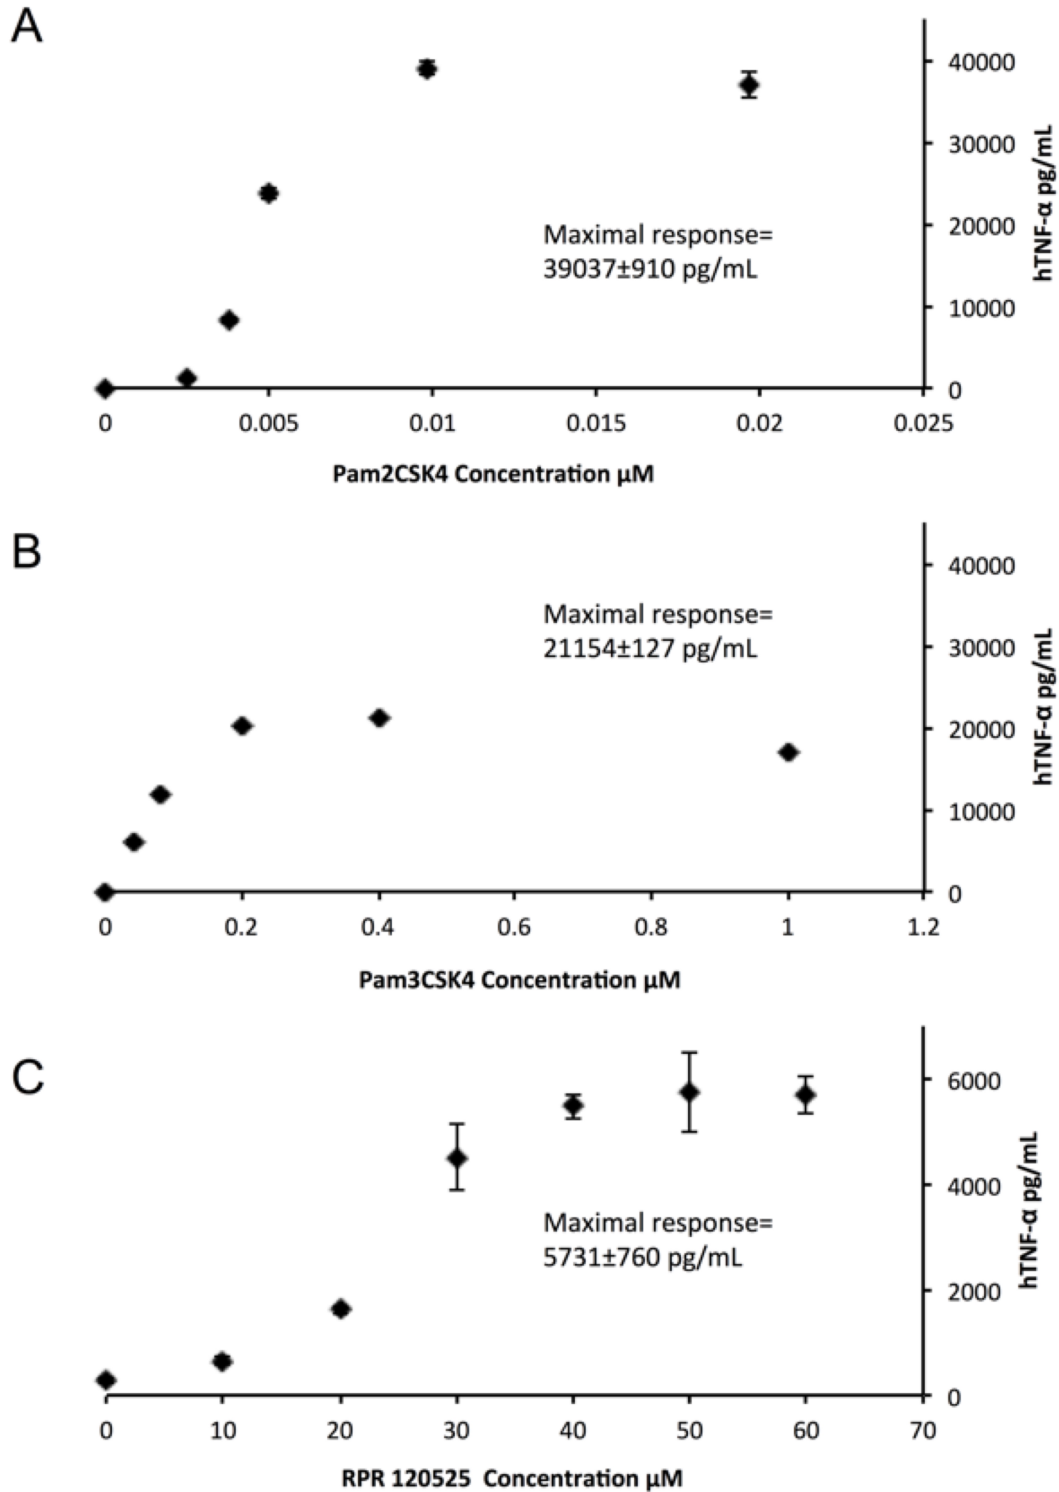 A
40000
30000
20000
10000
0
hTNF-α pg/mL
Maximal response=
39037±910 pg/mL
0 0.005 0.01 0.015 0.02 0.025
Pam2CSK4 Concentration μM
B
40000
30000
20000
10000
0
hTNF-α pg/mL
Maximal response=
21154±127 pg/mL
0 0.2 0.4 0.6 0.8 1 1.2
Pam3CSK4 Concentration μM
C
6000
4000
2000
0
hTNF-α pg/mL
Maximal response=
5731±760 pg/mL
0 10 20 30 40 50 60 70
RPR 120525 Concentration μM